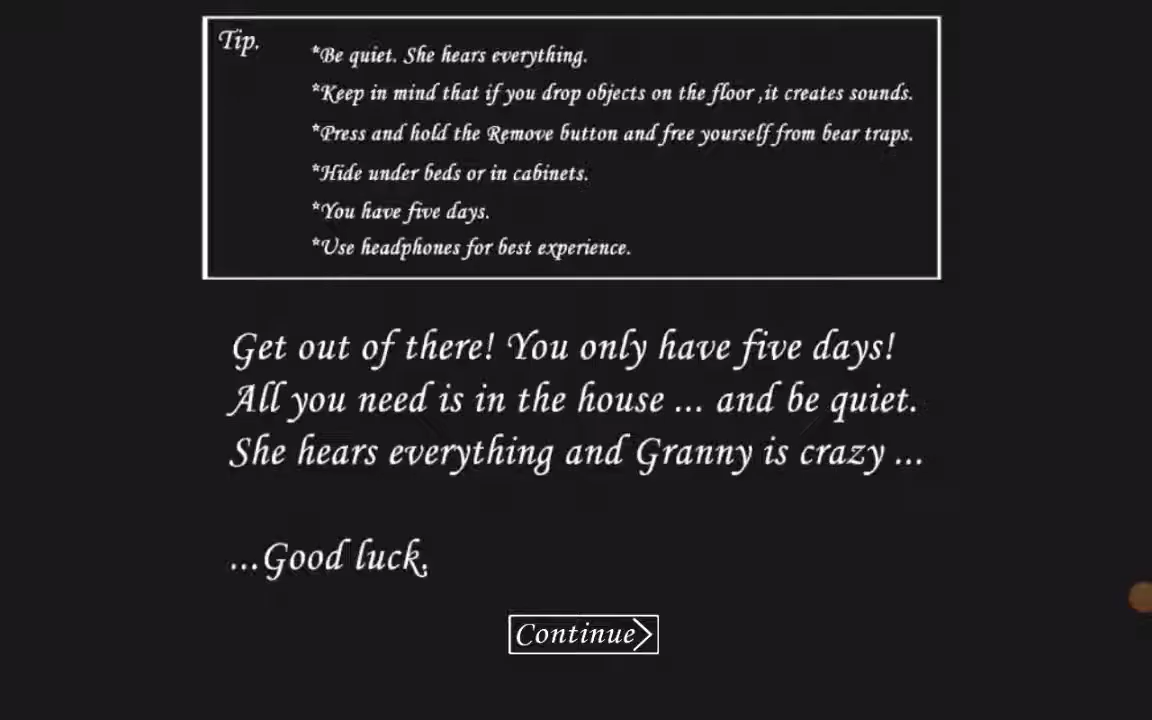 Tip.
*Be quiet. She hears everything.
*Keep in mind that if you drop objects on the floor ,it creates sounds.
*Press and hold the Remove button and free yourself from bear traps.
*Hide under beds or in cabinets.
*You have five days.
*Use headphones for best experience.
Get out of there! You only have five days!
All you need is in the house ... and be quiet.
She hears everything and Granny is crazy ...
...Good luck.
Continue>